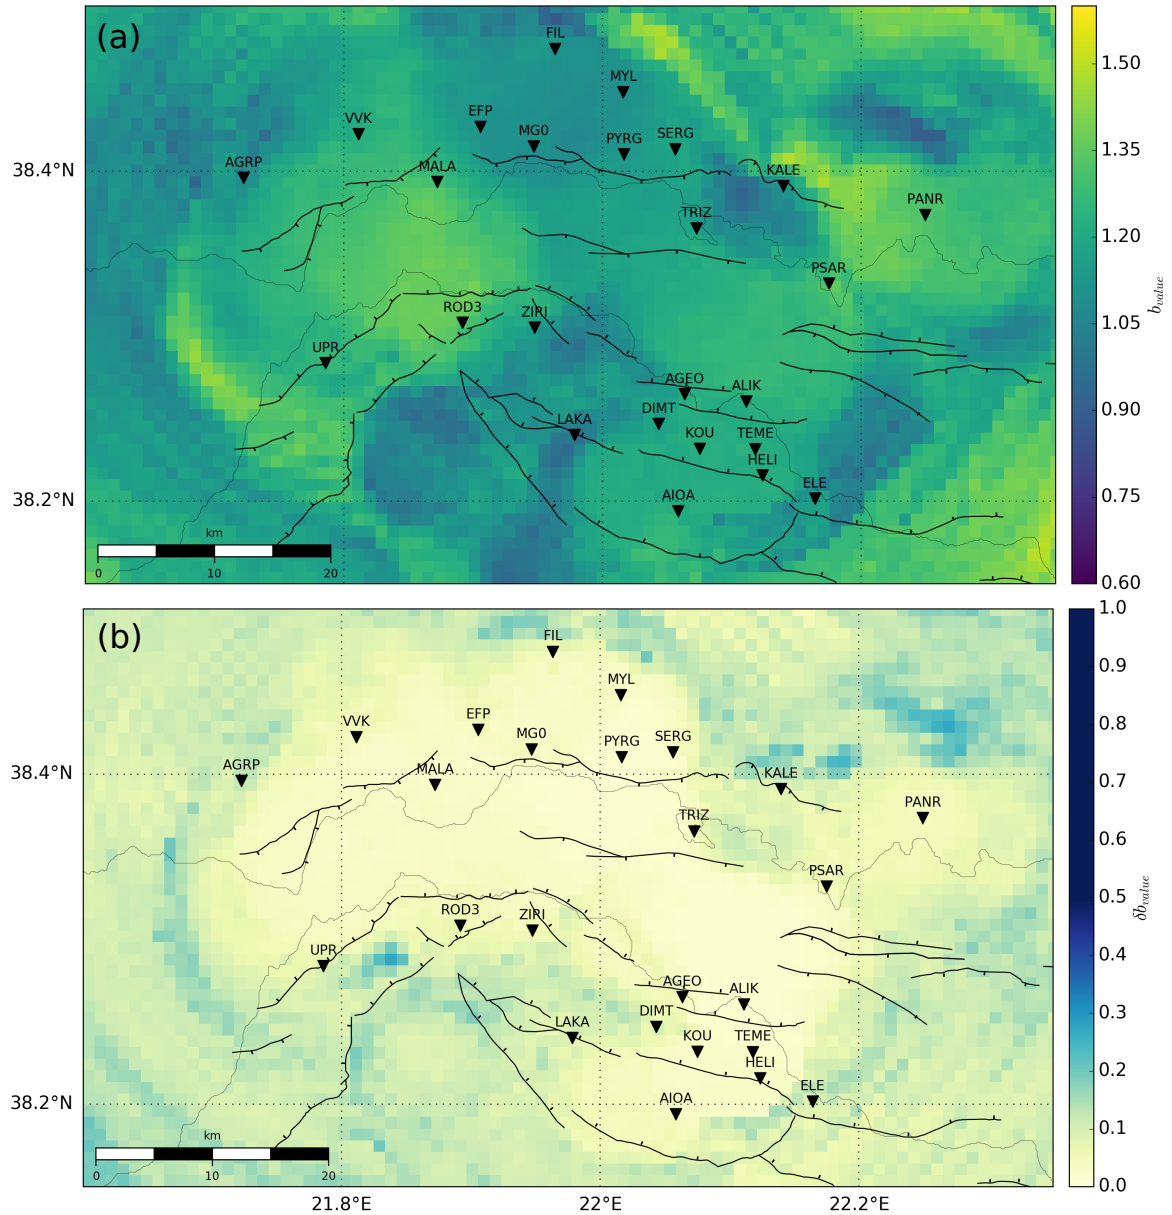 (a)
FIL
MYL
VVK
EFP
MG0
PYRG
SERG
AGRP
MALA
KALE
PANR
TRIZ
PSAR
ROD3
ZIRI
UPR
AGEO
ALIK
DIMT
LAKA
KOU
TEME
HELI
ELE
AIOA
38.4°N
38.2°N
km
0 10 20
1.50
1.35
1.20
1.05
0.90
0.75
0.60
b_value
(b)
FIL
MYL
VVK
EFP
MG0
PYRG
SERG
AGRP
MALA
KALE
PANR
TRIZ
PSAR
ROD3
ZIRI
UPR
AGEO
ALIK
DIMT
LAKA
KOU
TEME
HELI
ELE
AIOA
38.4°N
38.2°N
km
0 10 20
21.8°E 22°E 22.2°E
1.0
0.9
0.8
0.7
0.6
0.5
0.4
0.3
0.2
0.1
0.0
δb_value